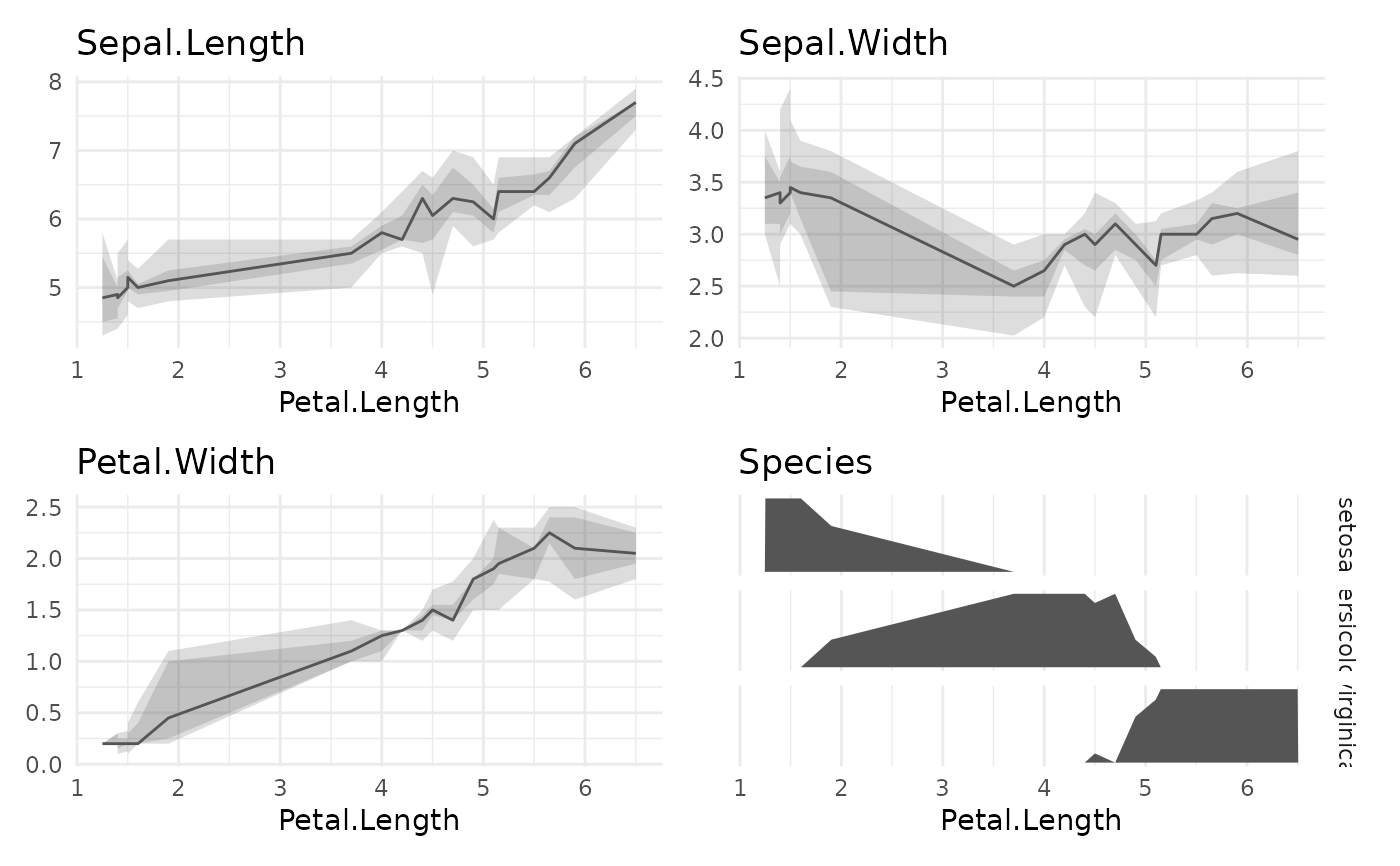 Sepal.Length
8
7
6
5
1 2 3 4 5 6
Petal.Length
Sepal.Width
4.5
4.0
3.5
3.0
2.5
2.0
1 2 3 4 5 6
Petal.Length
Petal.Width
2.5
2.0
1.5
1.0
0.5
0.0
1 2 3 4 5 6
Petal.Length
Species
setosa
1 2 3 4 5 6
Petal.Length